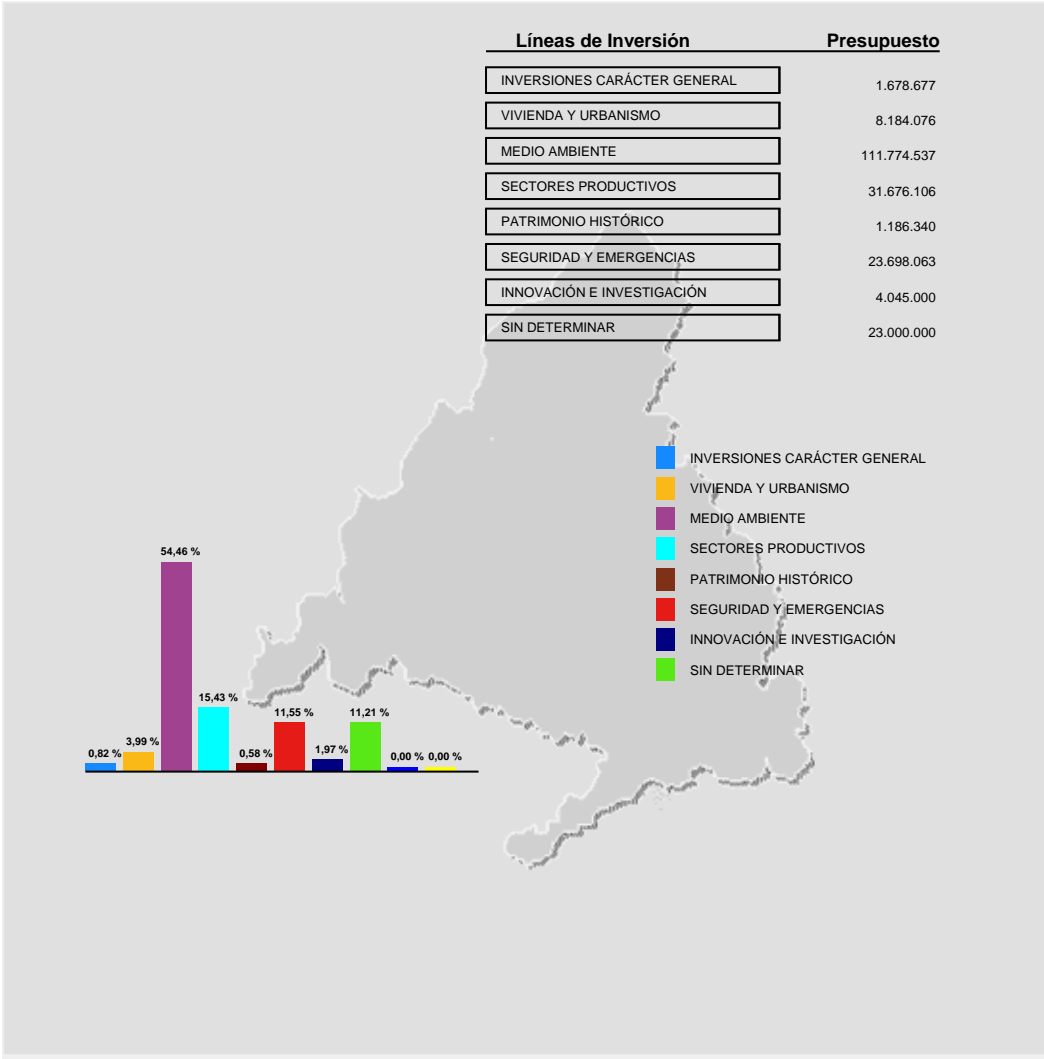 Líneas de Inversión Presupuesto
INVERSIONES CARÁCTER GENERAL 1.678.677
VIVIENDA Y URBANISMO 8.184.076
MEDIO AMBIENTE 111.774.537
SECTORES PRODUCTIVOS 31.676.106
PATRIMONIO HISTÓRICO 1.186.340
SEGURIDAD Y EMERGENCIAS 23.698.063
INNOVACIÓN E INVESTIGACIÓN 4.045.000
SIN DETERMINAR 23.000.000
INVERSIONES CARÁCTER GENERAL
VIVIENDA Y URBANISMO
MEDIO AMBIENTE
SECTORES PRODUCTIVOS
PATRIMONIO HISTÓRICO
SEGURIDAD Y EMERGENCIAS
INNOVACIÓN E INVESTIGACIÓN
SIN DETERMINAR
0,82 % 3,99 % 54,46 % 15,43 % 0,58 % 11,55 % 1,97 % 11,21 % 0,00 % 0,00 %